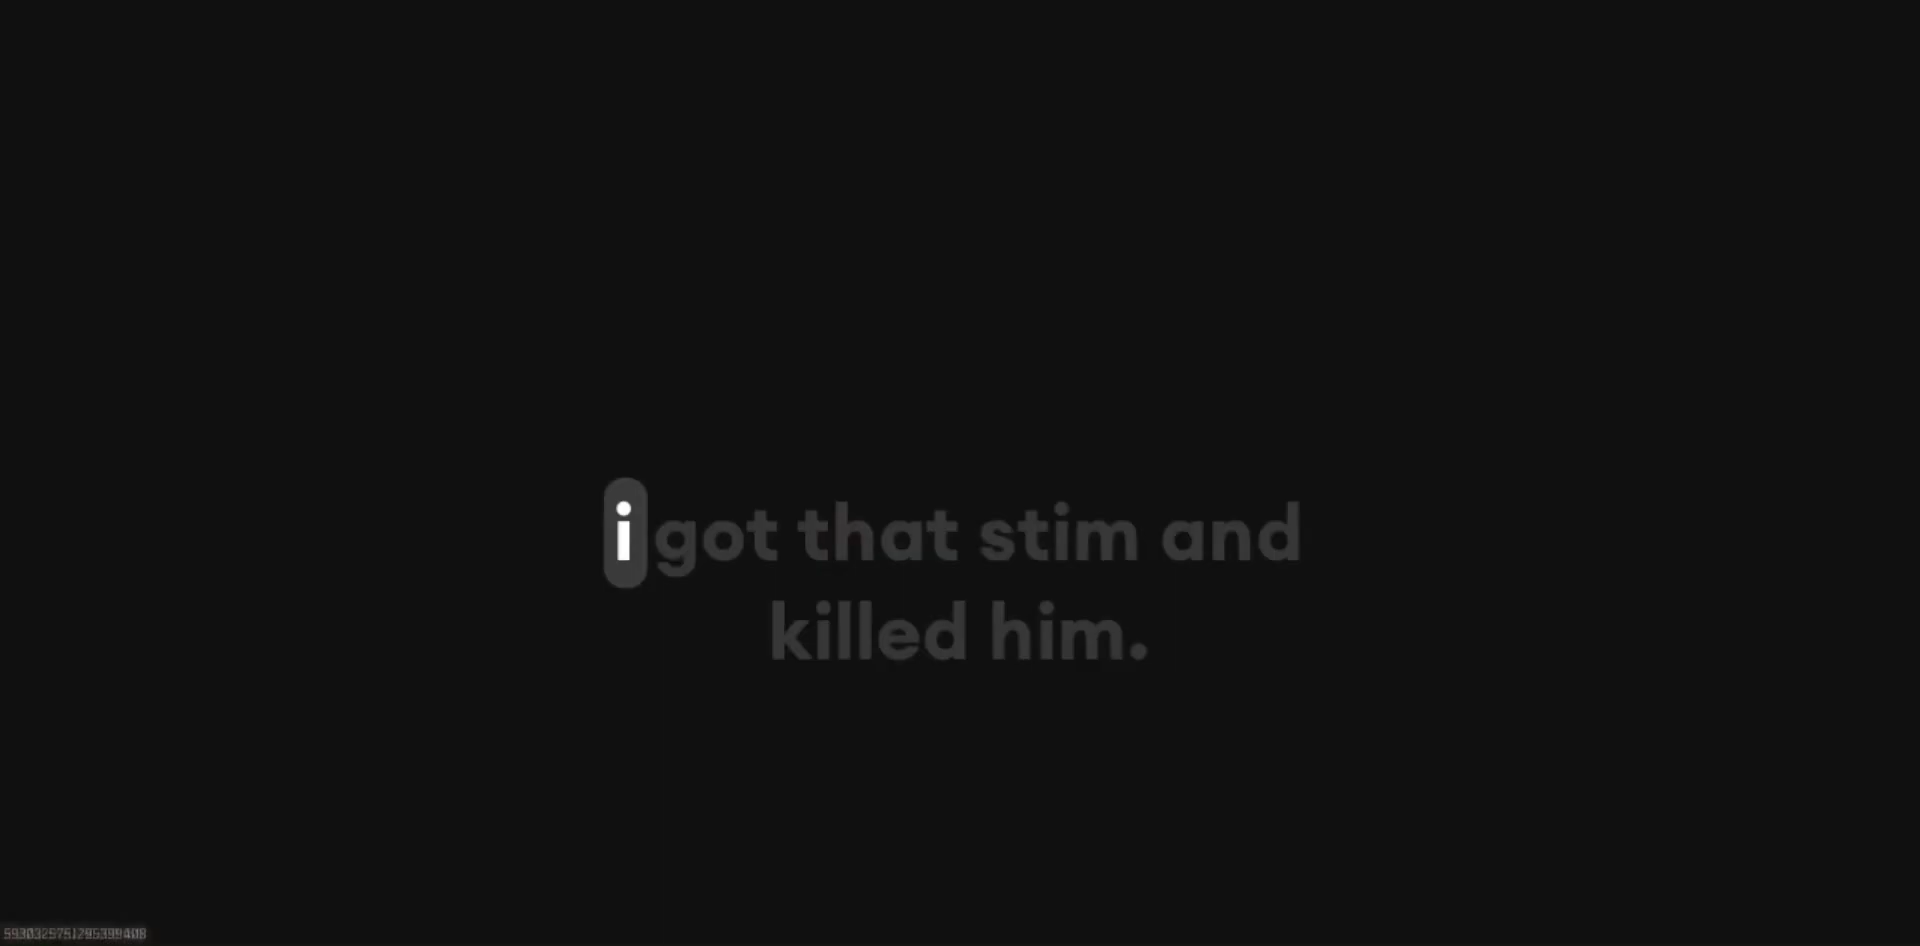 i got that stim and
killed him.